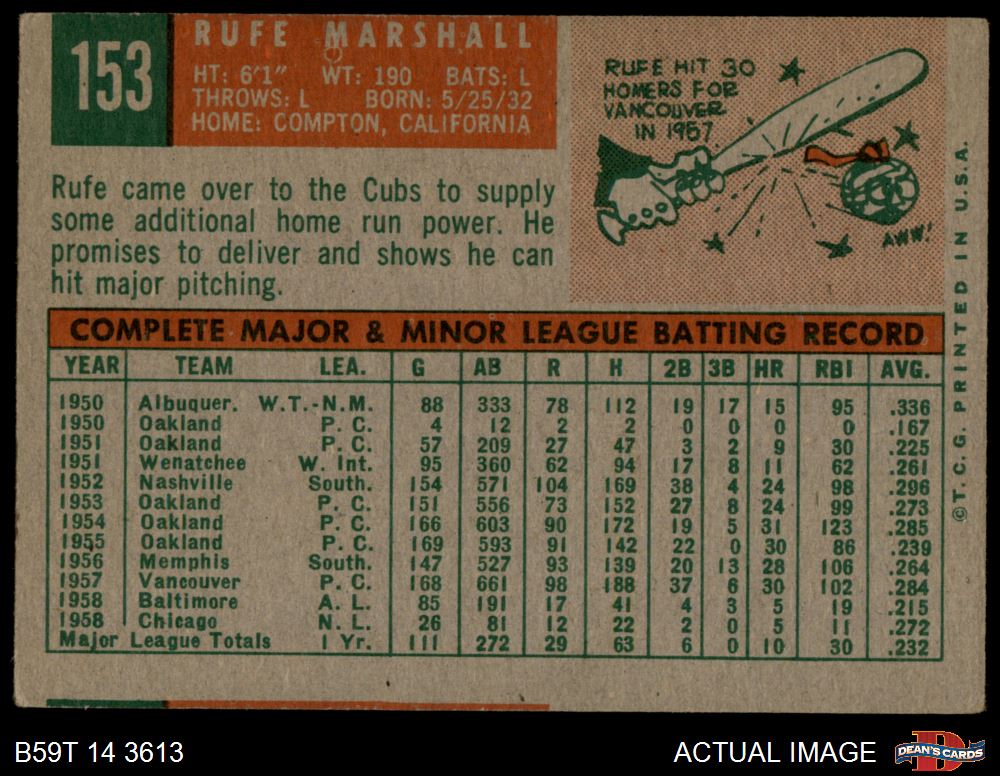 153
RUFE MARSHALL
HT: 6'1" WT: 190 BATS: L
THROWS: L BORN: 5/25/32
HOME: COMPTON, CALIFORNIA
RUFE HIT 30
HOMERS FOR
VANCOUVER
IN 1957
AWW!
Rufe came over to the Cubs to supply
some additional home run power. He
promises to deliver and shows he can
hit major pitching.
COMPLETE MAJOR & MINOR LEAGUE BATTING RECORD
YEAR TEAM LEA. G AB R H 2B 3B HR RBI AVG.
1950 Albuquer. W.T.-N.M. 88 333 78 112 19 17 15 95 .336
1950 Oakland P. C. 4 12 2 2 0 0 0 0 .167
1951 Oakland P. C. 57 209 27 47 3 2 9 30 .225
1951 Wenatchee W. Int. 95 360 62 94 17 8 11 62 .261
1952 Nashville South. 154 571 104 169 38 4 24 98 .296
1953 Oakland P. C. 151 556 73 152 27 8 24 99 .273
1954 Oakland P. C. 166 603 90 172 19 5 31 123 .285
1955 Oakland P. C. 169 593 91 142 22 0 30 86 .239
1956 Memphis South. 147 527 93 139 20 13 28 106 .264
1957 Vancouver P. C. 168 661 98 188 37 6 30 102 .284
1958 Baltimore A. L. 85 191 17 41 4 3 5 19 .215
1958 Chicago N. L. 26 81 12 22 2 0 5 11 .272
Major League Totals 1 Yr. 111 272 29 63 6 0 10 30 .232
©T.C.G. PRINTED IN U.S.A.
B59T 14 3613
ACTUAL IMAGE
DEAN'S CARDS